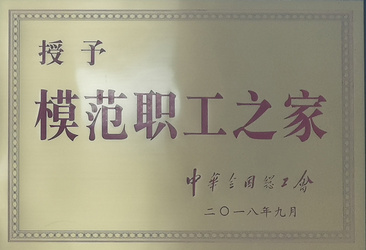 授予
模范职工之家
中华全国总工會
二〇一八年九月